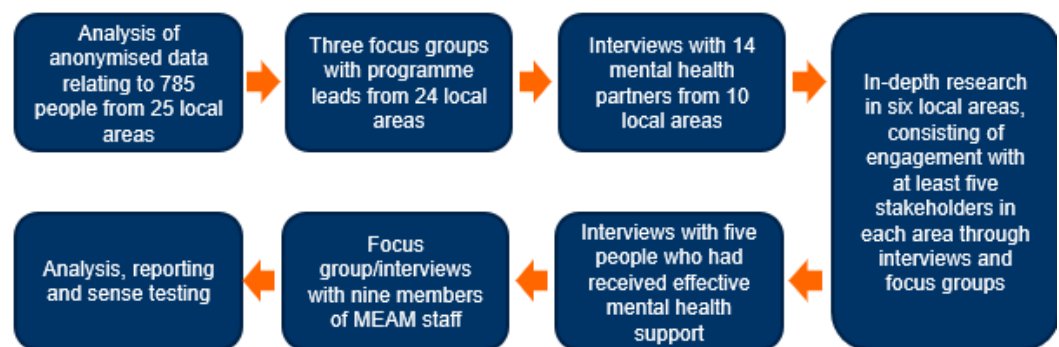 Analysis of
anonymised data
relating to 785
people from 25 local
areas
Three focus groups
with programme
leads from 24 local
areas
Interviews with 14
mental health
partners from 10
local areas
In-depth research
in six local areas,
consisting of
engagement with
at least five
stakeholders in
each area through
interviews and
focus groups
Interviews with five
people who had
received effective
mental health
support
Focus
group/interviews
with nine members
of MEAM staff
Analysis, reporting
and sense testing